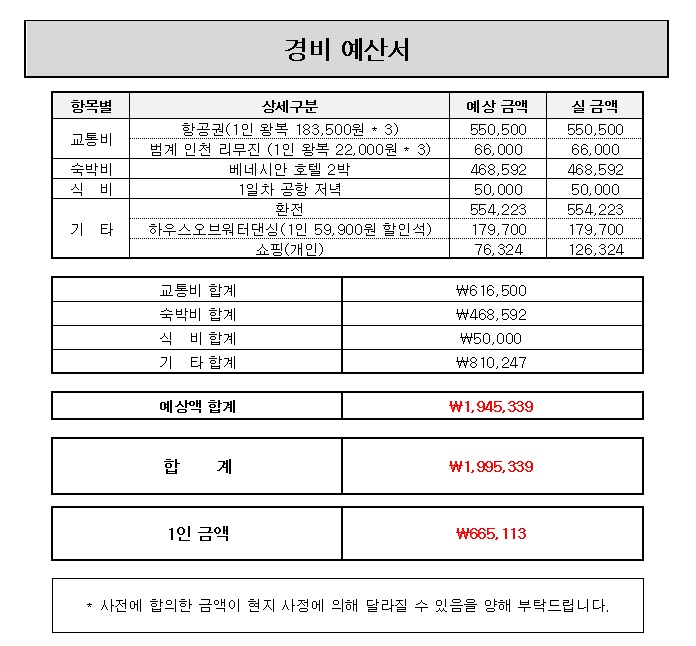 경비 예산서
항목별 상세구분 예상 금액 실 금액
교통비 항공권(1인 왕복 183,500원 * 3) 550,500 550,500
범계 인천 리무진 (1인 왕복 22,000원 * 3) 66,000 66,000
숙박비 베네시안 호텔 2박 468,592 468,592
식 비 1일차 공항 저녁 50,000 50,000
기 타 환전 554,223 554,223
하우스오브워터댄싱(1인 59,900원 할인석) 179,700 179,700
쇼핑(개인) 76,324 126,324
교통비 합계 ₩616,500
숙박비 합계 ₩468,592
식 비 합계 ₩50,000
기 타 합계 ₩810,247
예상액 합계 ₩1,945,339
합 계 ₩1,995,339
1인 금액 ₩665,113
* 사전에 합의한 금액이 현지 사정에 의해 달라질 수 있음을 양해 부탁드립니다.